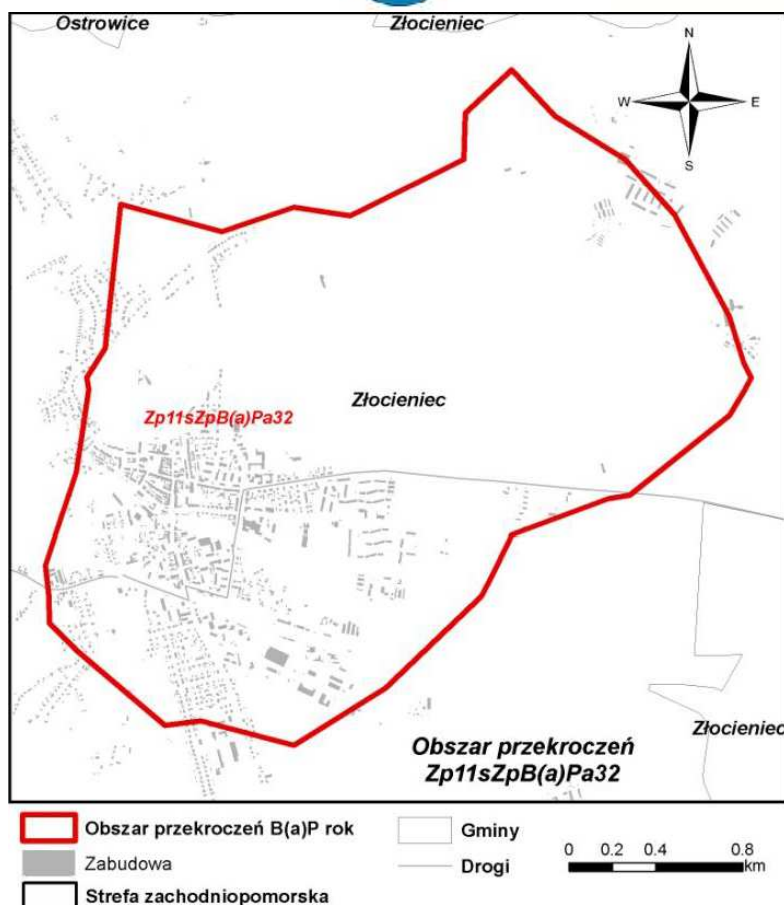 Ostrowice
Złocieniec
N
W
E
S
Złocieniec
Zp11sZpB(a)Pa32
Złocieniec
Obszar przekroczeń
Zp11sZpB(a)Pa32
Obszar przekroczeń B(a)P rok
Gminy
Zabudowa
Drogi
0 0.2 0.4 0.8
km
Strefa zachodniopomorska